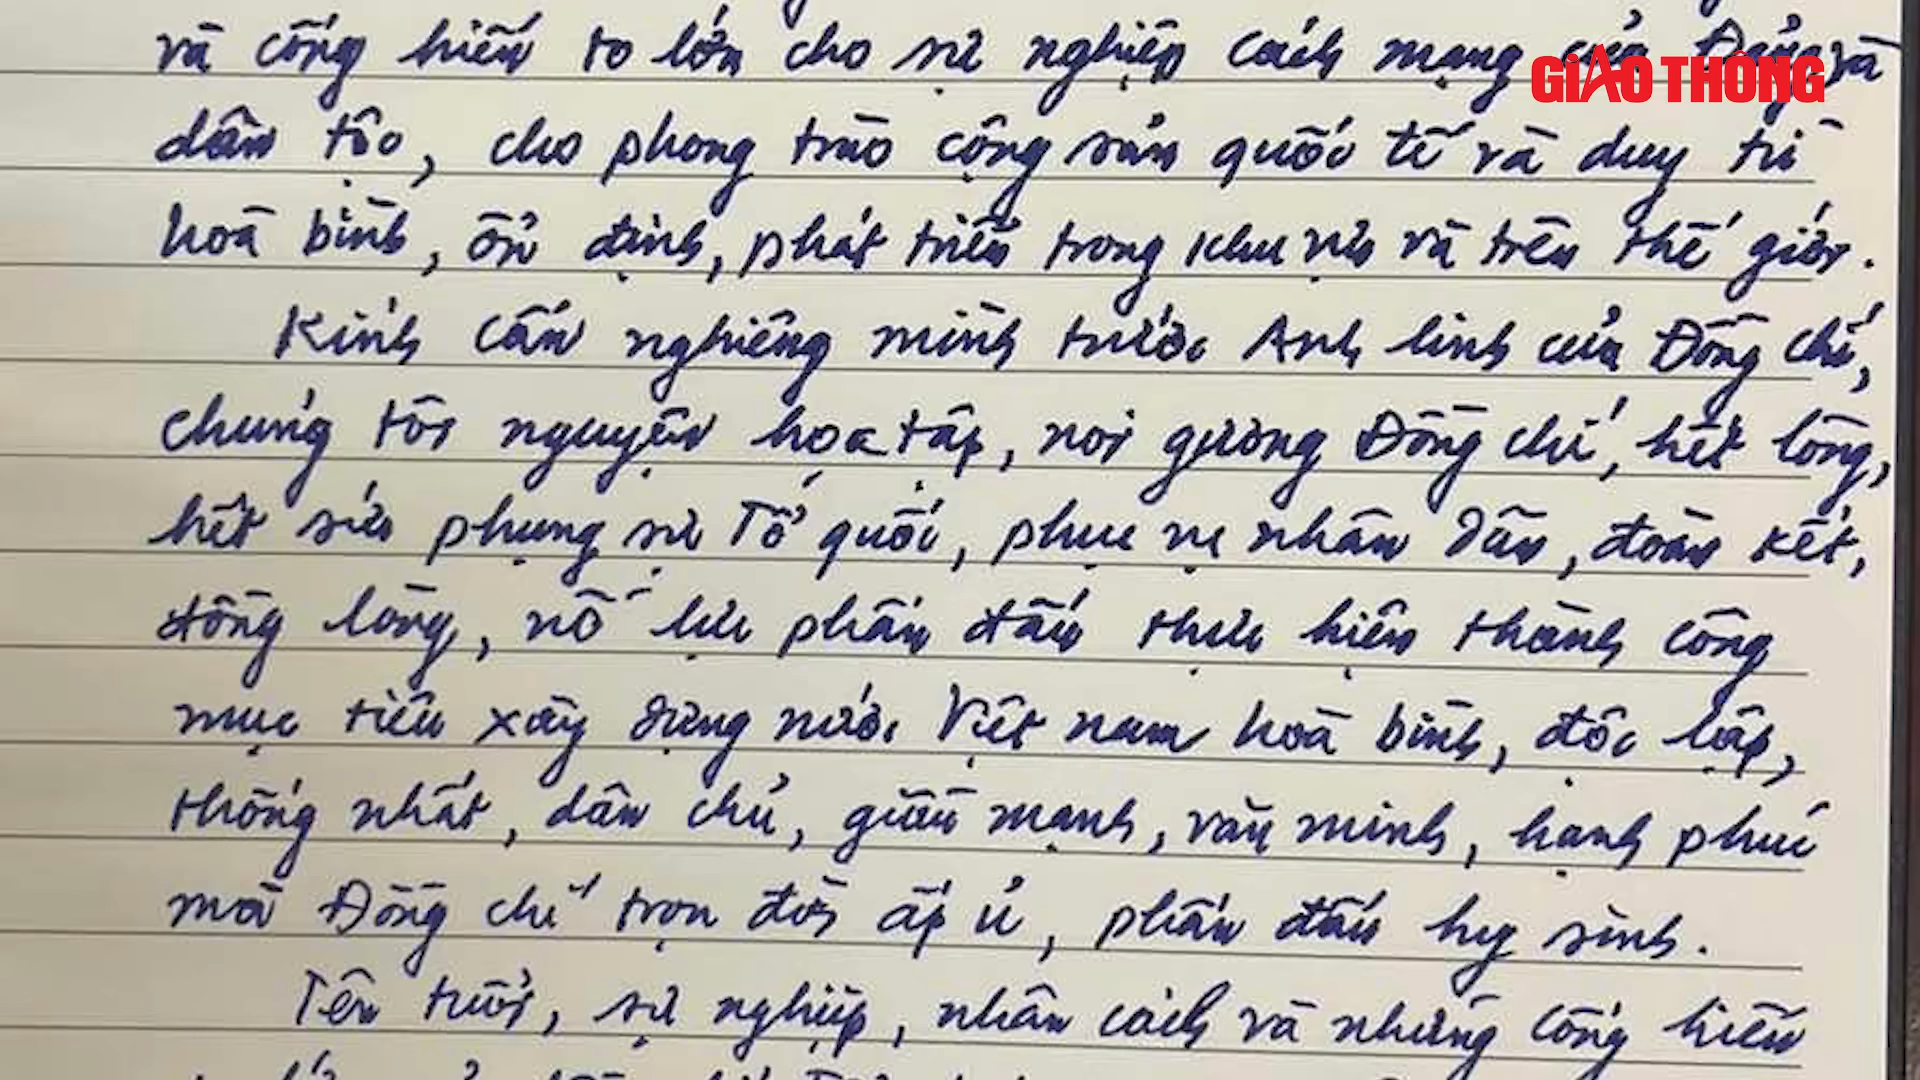 và cống hiến to lớn cho sự nghiệp cách mạng của Đảng và
GIAO THÔNG
dân tộc, cho phong trào cộng sản quốc tế và duy trì
hoà bình, ổn định, phát triển trong khu vực và trên thế giới.
Kính cẩn nghiêng mình trước Anh linh của Đồng chí,
chúng tôi nguyện học tập, noi gương Đồng chí, hết lòng,
hết sức phụng sự Tổ quốc, phục vụ nhân dân, đoàn kết,
đồng lòng, nỗ lực phấn đấu thực hiện thành công
mục tiêu xây dựng nước Việt nam hoà bình, độc lập,
thống nhất, dân chủ, giàu mạnh, văn minh, hạnh phúc
mà Đồng chí trọn đời ấp ủ, phấn đấu hy sinh.
Tên tuổi, sự nghiệp, nhân cách và những cống hiến